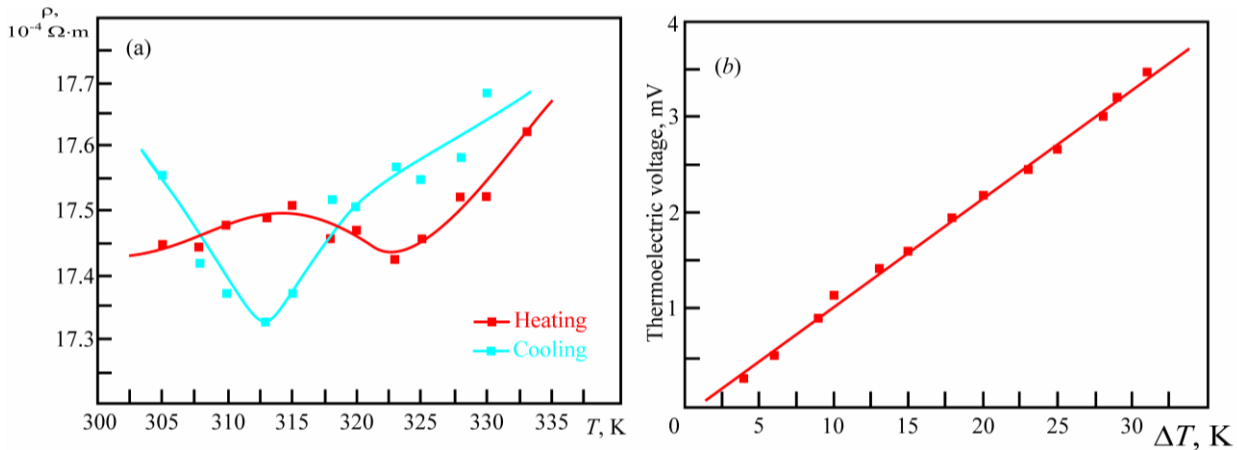 ρ,
10⁻⁴ Ω·m
(a)
17.7
17.6
17.5
17.4
17.3
Heating
Cooling
300 305 310 315 320 325 330 335 T, K
4
(b)
3
2
1
Thermoelectric voltage, mV
0 5 10 15 20 25 30 ΔT, K